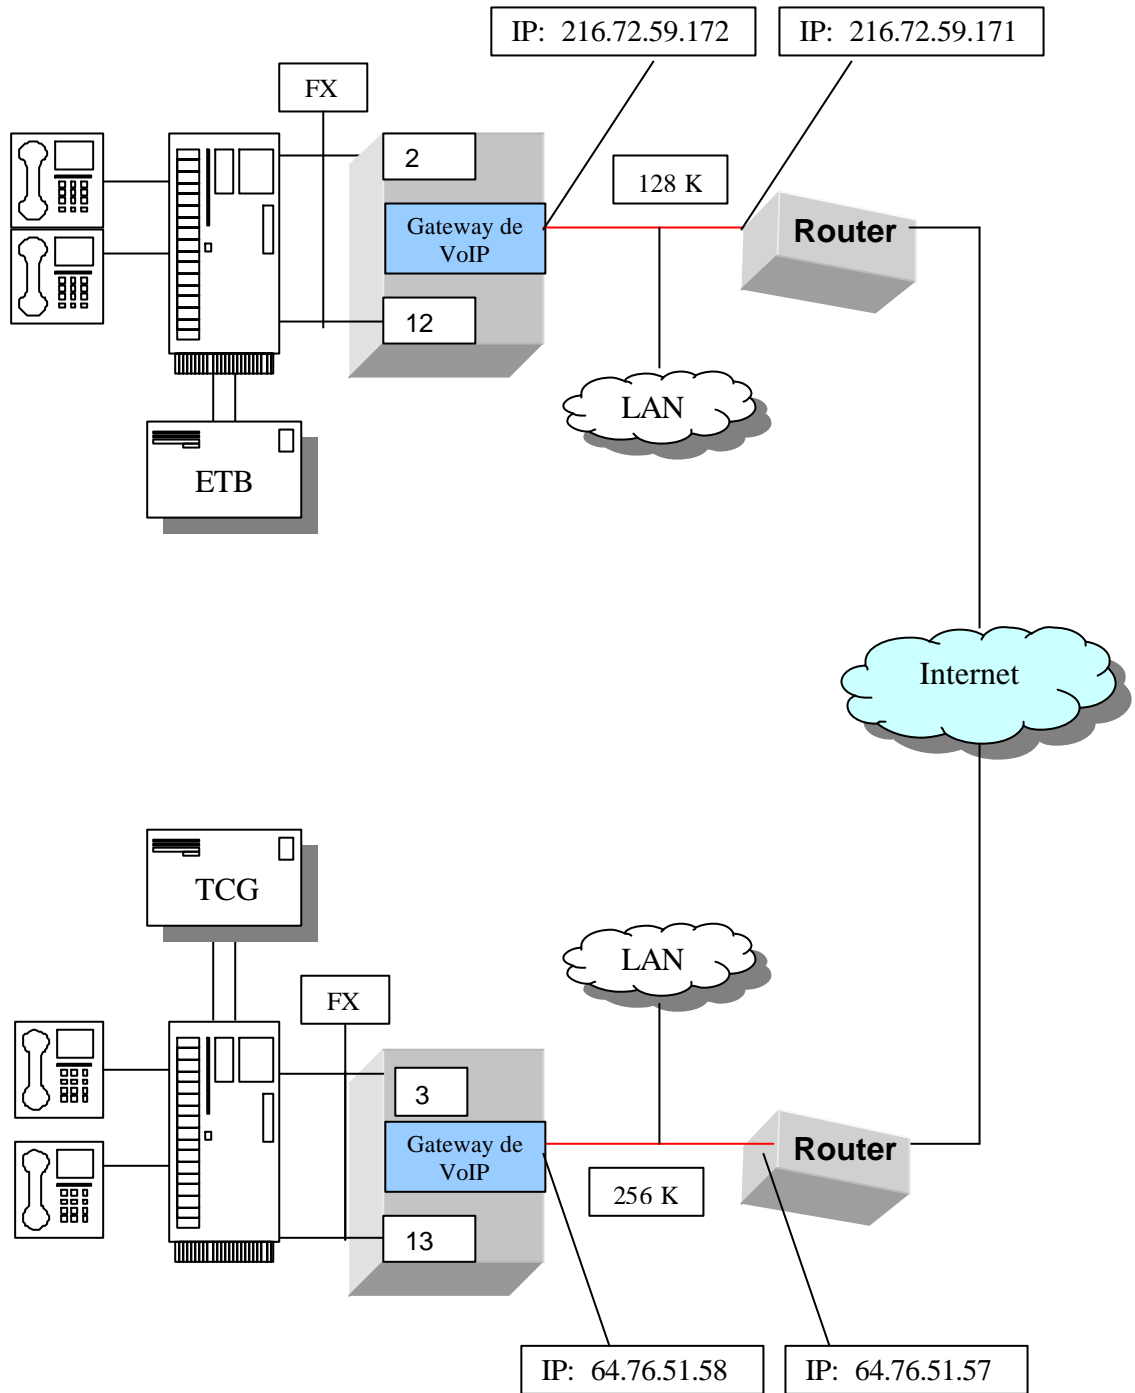 IP: 216.72.59.172
IP: 216.72.59.171
FX
2
128 K
Gateway de
VoIP
Router
12
LAN
ETB
Internet
TCG
LAN
FX
3
Gateway de
VoIP
Router
256 K
13
IP: 64.76.51.58
IP: 64.76.51.57